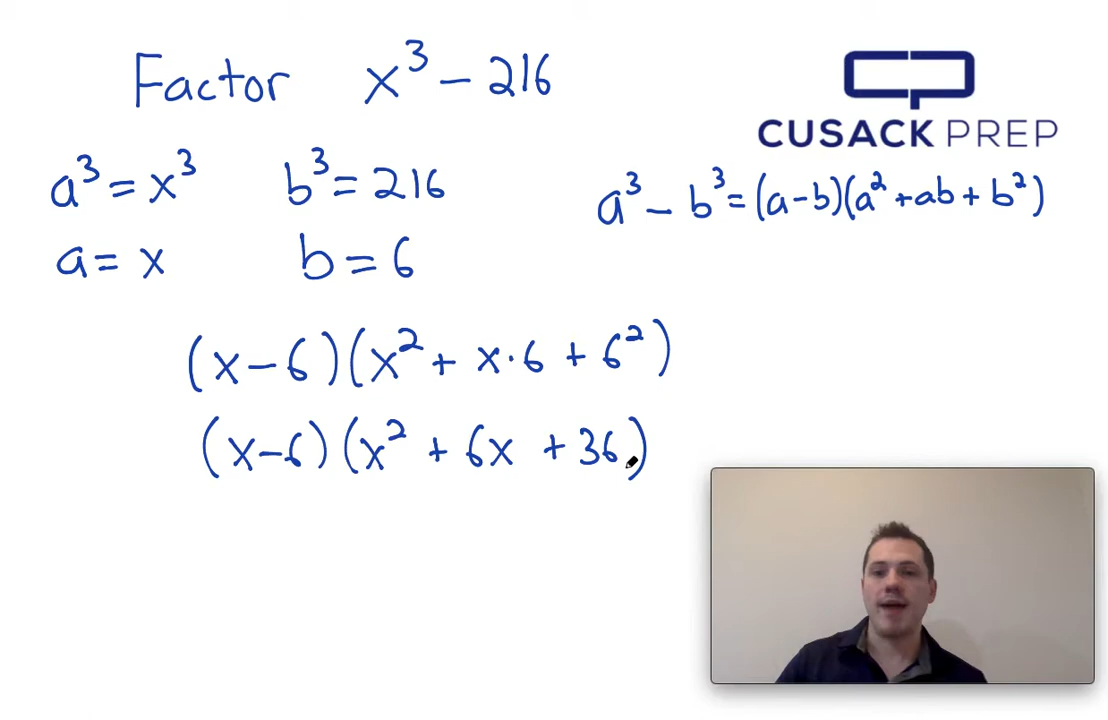 Factor x³ – 216
CUSACK PREP
a³ = x³ b³ = 216
a³ – b³ = (a – b)(a² + ab + b²)
a = x b = 6
(x – 6)(x² + x · 6 + 6²)
(x – 6)(x² + 6x + 36)